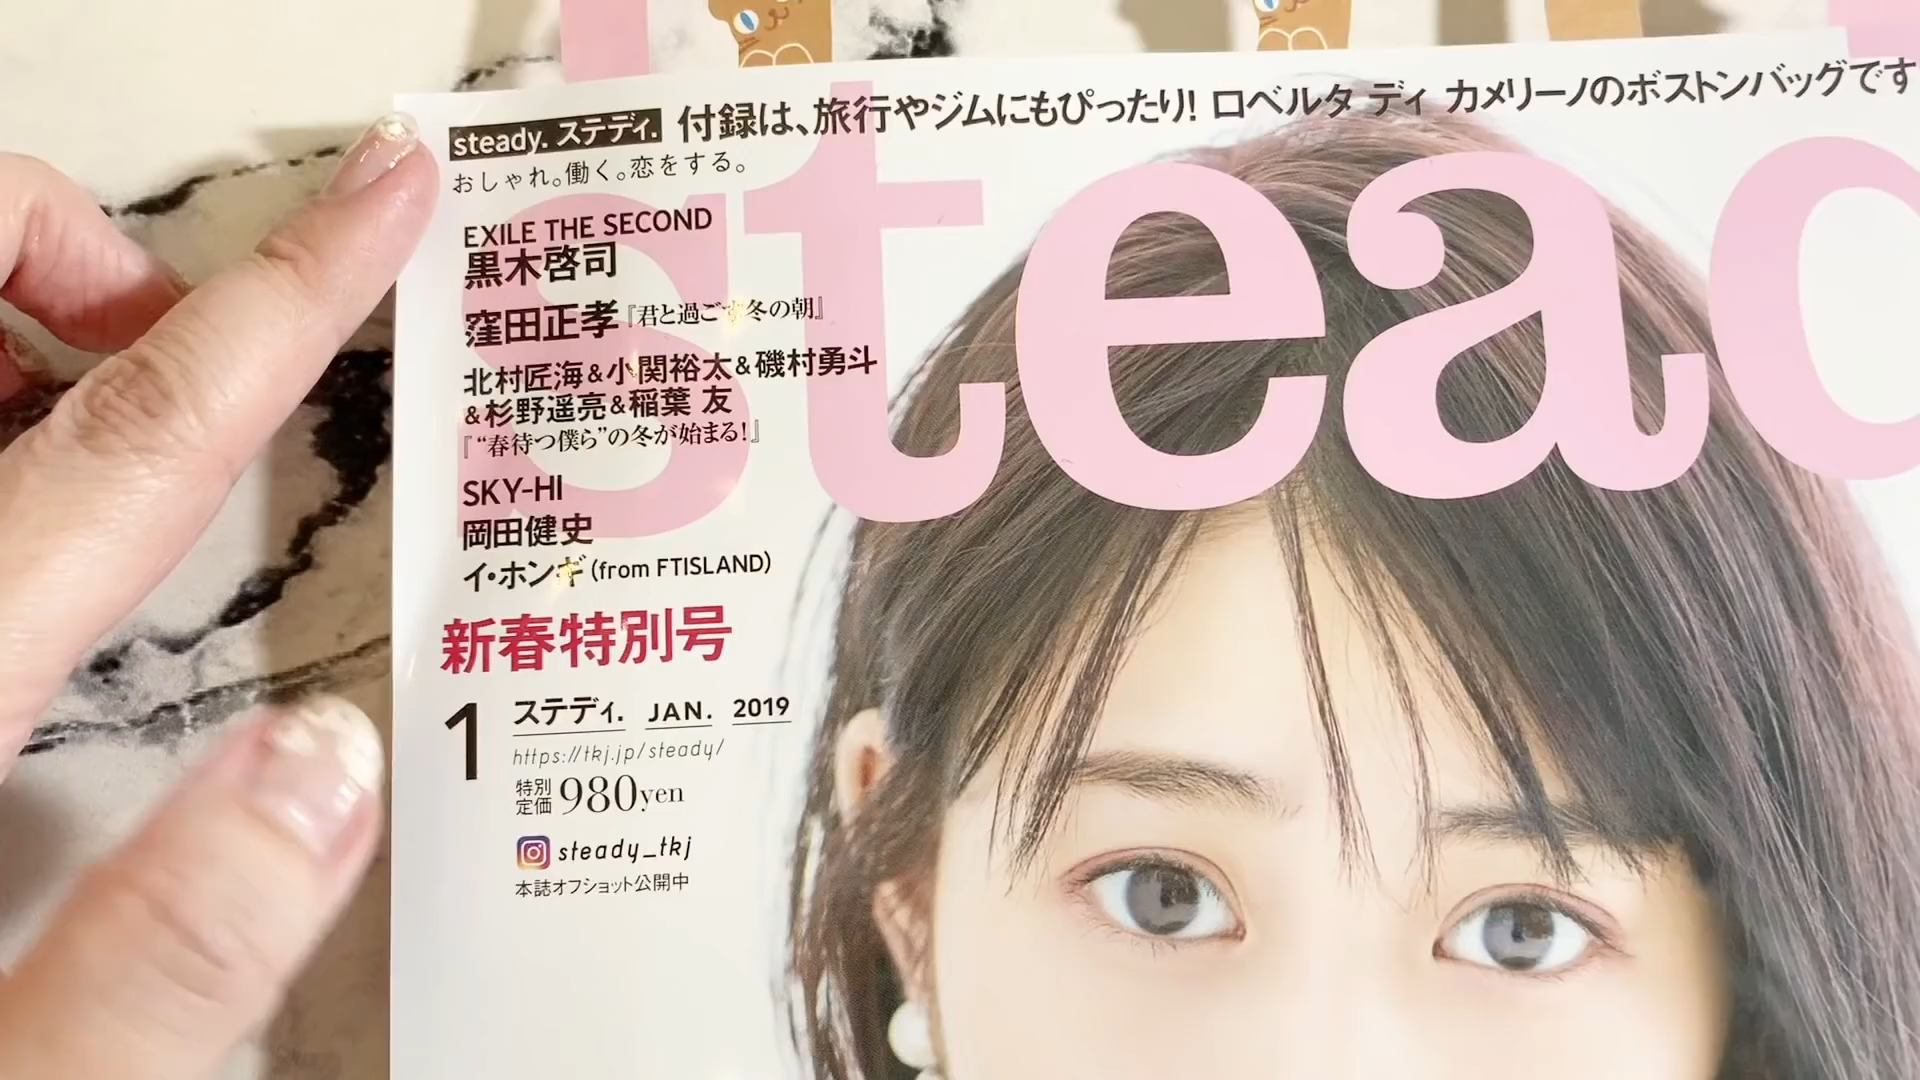 steady. ステディ. 付録は、旅行やジムにもぴったり! ロベルタ ディ カメリーノのボストンバッグです
おしゃれ。働く。恋をする。
stea
EXILE THE SECOND
黒木啓司
窪田正孝『君と過ごす冬の朝』
北村匠海&小関裕太&磯村勇斗
&杉野遥亮&稲葉 友
『“春待つ僕ら”の冬が始まる!』
SKY-HI
岡田健史
イ・ホンギ(from FTISLAND)
新春特別号
1 ステディ. JAN. 2019
https://tkj.jp/steady/
特別定価 980yen
steady_tkj
本誌オフショット公開中